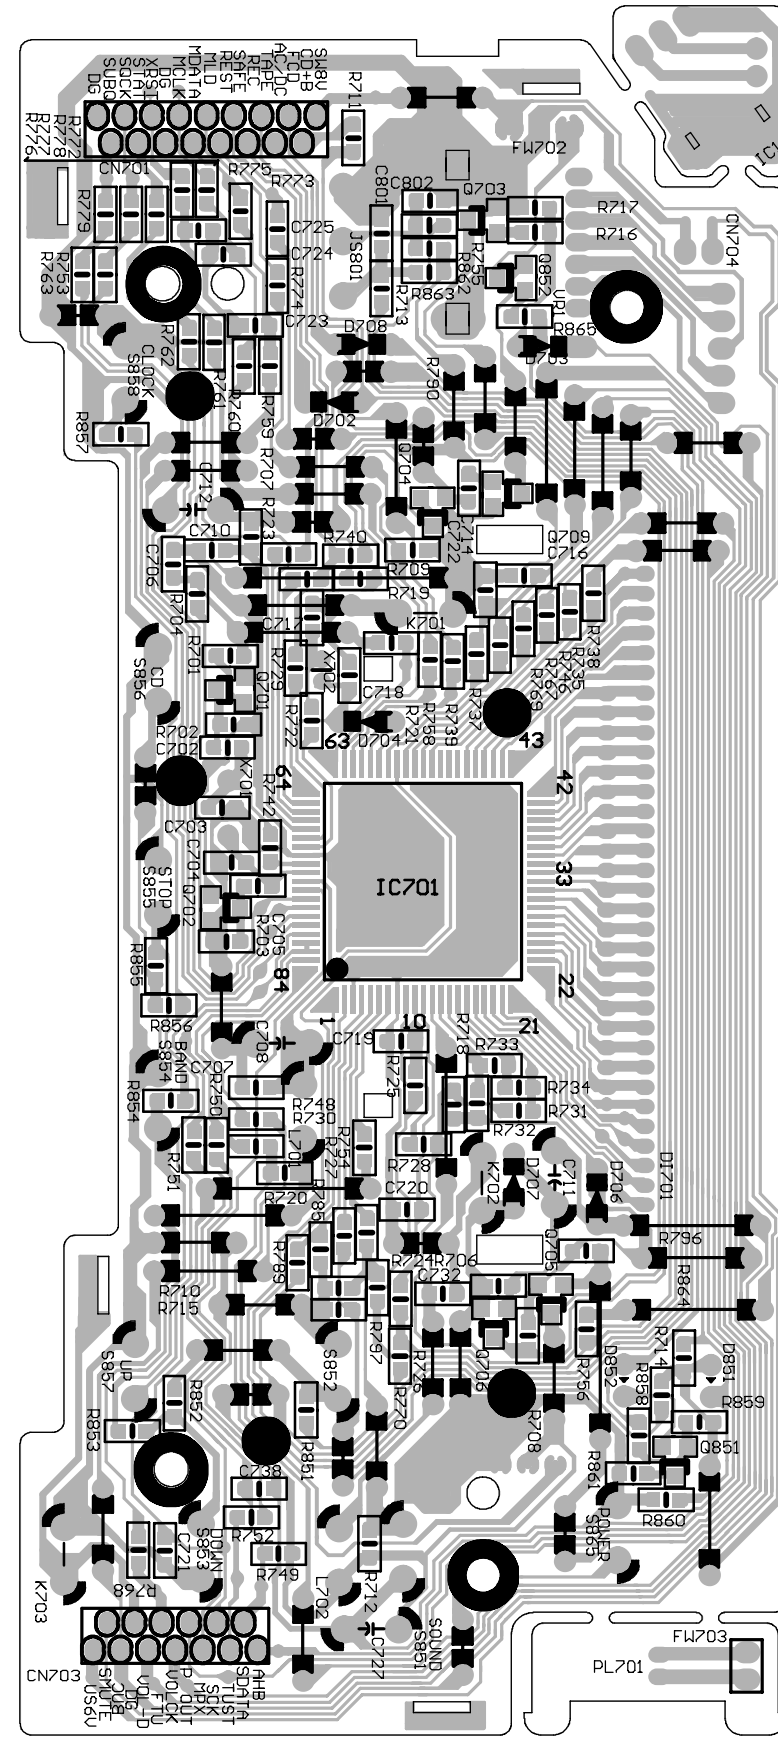 SW8V
CD+B
FCD
AC/DC
TAPE
REC
SAFE
REST
MLD
MDATA
MCLK
DG
XRST
STAT
SQCK
SUBQ
DG
R711
R772
R778
R777
R776
CN701
R775
R773
FW702
IC1
C801
C802
Q703
R717
R716
CN704
R779
C725
C724
JS801
R755
Q852
R862
R863
VR1
R753
R763
R774
R713
C723
D708
R865
D703
R762
R761
R760
R759
R790
CLOCK
S858
D702
R857
R707
Q704
C712
R723
C714
C722
C710
R740
Q709
C716
C706
R709
R719
R704
C717
K701
R701
R738
R735
R746
R767
R769
R737
R739
R758
R721
CD
S856
Q701
R729
X702
C718
R722
D704
R702
C702
63
43
64
42
X701
R742
C703
C704
STOP
S855
Q702
IC701
33
C705
R703
R855
84
22
R856
1
10
21
C708
C719
R718
R733
BAND
S854
C707
R725
R734
R731
R854
R750
R748
R730
R732
R751
L701
R727
R754
R728
K702
D707
C711
D706
DI701
R720
R785
C720
R796
R789
R724
R706
Q705
R864
R710
R715
C732
UP
S857
S852
R797
R726
Q706
R756
D852
R714
D851
R852
R853
R851
R770
R708
R858
R859
Q851
C738
R861
R860
R752
DOWN
S853
C721
R749
R768
K703
L702
R712
C727
S851
SOUND
POWER
S865
CN703
AHB
SDATA
TUST
SCK
MPX
P.OUT
VOLCK
FTU
VOL-D
DG
SMUTE
FW703
PL701